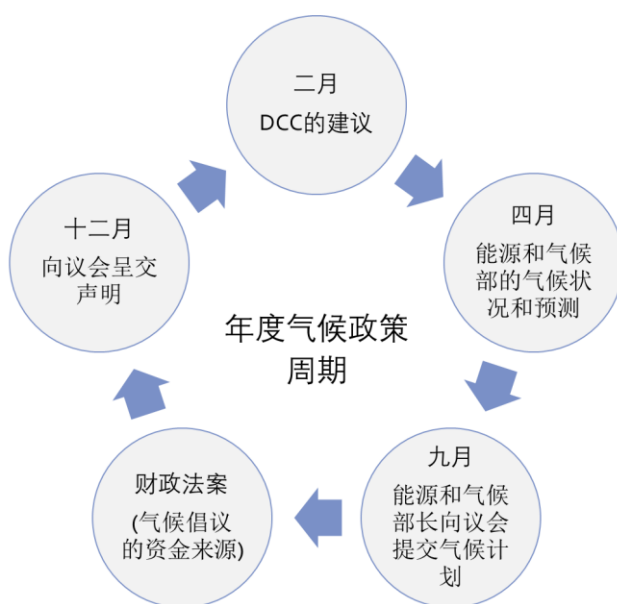 二月
DCC的建议
四月
能源和气候
部的气候状
况和预测
九月
能源和气候
部长向议会
提交气候计
划
财政法案
(气候倡议
的资金来源)
十二月
向议会呈交
声明
年度气候政策
周期